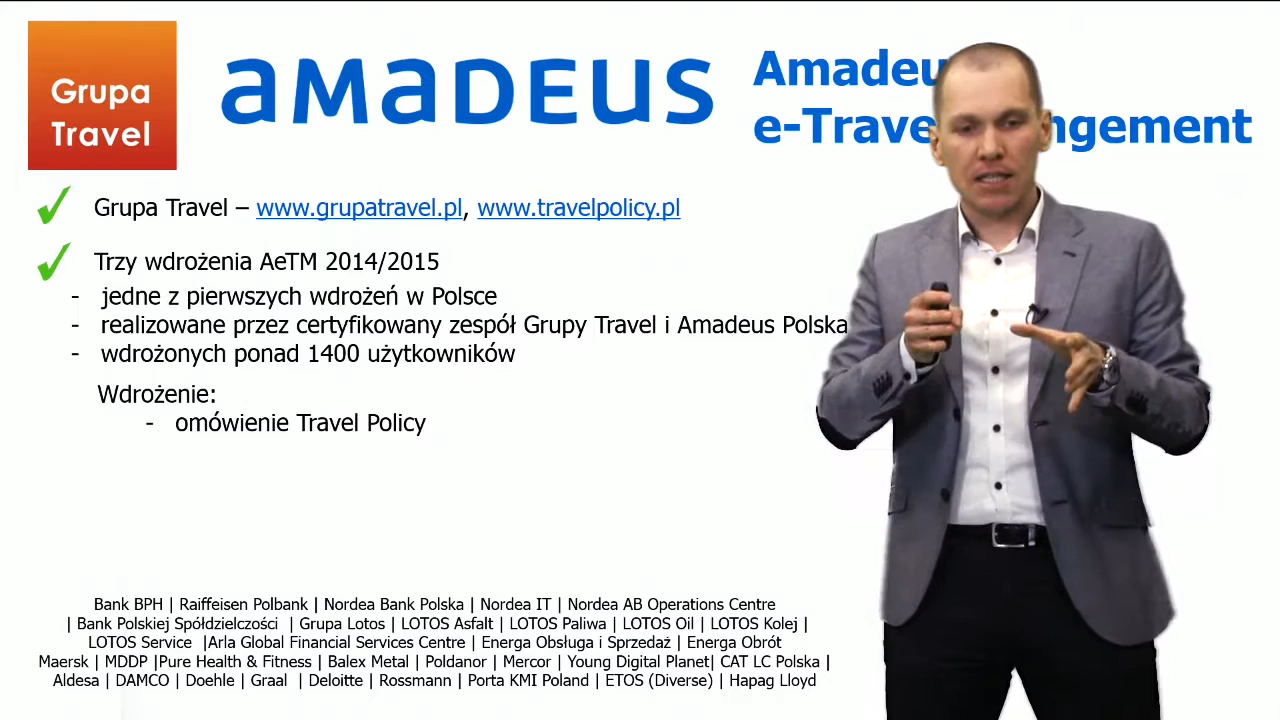 Grupa
Travel
amadeus
Amadeu
e-Trave ngement
Grupa Travel – www.grupatravel.pl, www.travelpolicy.pl
Trzy wdrożenia AeTM 2014/2015
- jedne z pierwszych wdrożeń w Polsce
- realizowane przez certyfikowany zespół Grupy Travel i Amadeus Polska
- wdrożonych ponad 1400 użytkowników
Wdrożenie:
- omówienie Travel Policy
Bank BPH | Raiffeisen Polbank | Nordea Bank Polska | Nordea IT | Nordea AB Operations Centre
| Bank Polskiej Spółdzielczości | Grupa Lotos | LOTOS Asfalt | LOTOS Paliwa | LOTOS Oil | LOTOS Kolej |
LOTOS Service |Arla Global Financial Services Centre | Energa Obsługa i Sprzedaż | Energa Obrót
Maersk | MDDP |Pure Health & Fitness | Balex Metal | Poldanor | Mercor | Young Digital Planet| CAT LC Polska |
Aldesa | DAMCO | Doehle | Graal | Deloitte | Rossmann | Porta KMI Poland | ETOS (Diverse) | Hapag Lloyd